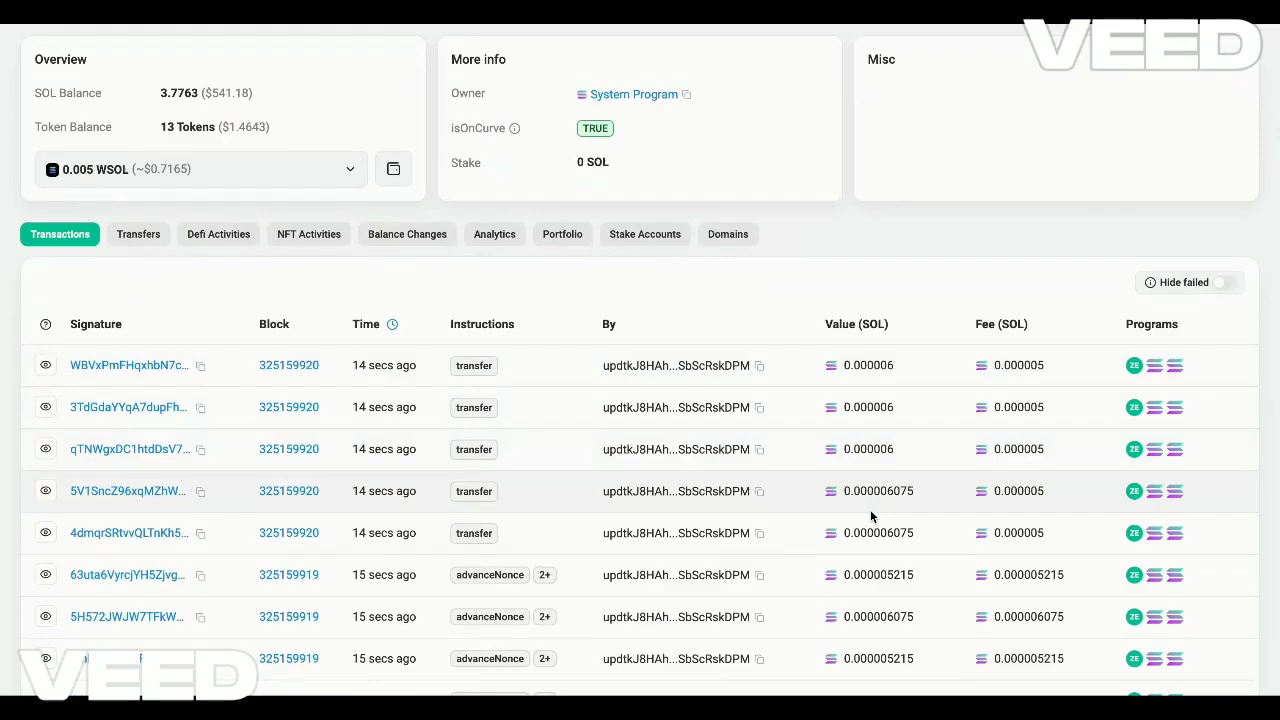 VEED
Overview
More info
Misc
SOL Balance 3.7763 ($541.18)
Owner System Program
Token Balance 13 Tokens ($1.4643)
isOnCurve TRUE
0.005 WSOL (~$0.7165)
Stake 0 SOL
Transactions Transfers Defi Activities NFT Activities Balance Changes Analytics Portfolio Stake Accounts Domains
Hide failed
Signature Block Time Instructions By Value (SOL) Fee (SOL) Programs
WBVxPmFHqxhbN7c... 325159920 14 secs ago transfer updtkJ8HAh...SbScRskDPM 0.000006 0.000005 ZE
3TdGdaYYqA7dupFh... 325159920 14 secs ago transfer updtkJ8HAh...SbScRskDPM 0.000006 0.000005 ZE
qTNWgxDC1htdDsV7... 325159920 14 secs ago transfer updtkJ8HAh...SbScRskDPM 0.000006 0.000005 ZE
5V1SncZ96xqMZhW... 325159920 14 secs ago transfer updtkJ8HAh...SbScRskDPM 0.000006075 0.000005 ZE
4dmqrSRtvvQLTnKh5... 325159920 14 secs ago transfer updtkJ8HAh...SbScRskDPM 0.000006075 0.000005 ZE
63uta6VyrcjYH5Zjvg... 325159919 15 secs ago advanceNonce 2+ updtkJ8HAh...SbScRskDPM 0.000005215 0.000005215 ZE
5H572JWJW7TFkW... 325159919 15 secs ago advanceNonce 2+ updtkJ8HAh...SbScRskDPM 0.000006075 0.000006075 ZE
325159919 15 secs ago advanceNonce 2+ updtkJ8HAh...SbScRskDPM 0.000005215 0.000005215 ZE
VEED